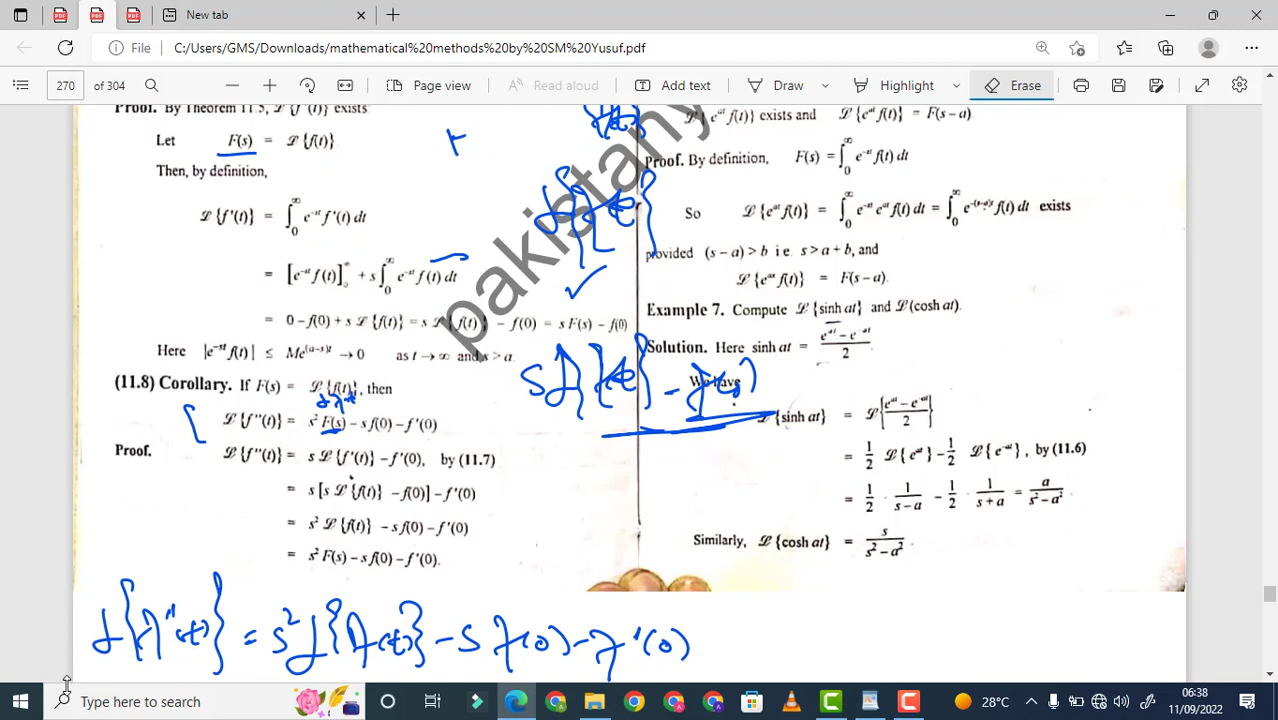 New tab
File C:/Users/GMS/Downloads/mathematical%20methods%20by%20SM%20Yusuf.pdf
270 of 304 Page view Read aloud Add text Draw Highlight Erase
Proof. By Theorem 11.5, ℒ{f'(t)} exists
Let F(s) = ℒ{f(t)}
Then, by definition,
ℒ{f'(t)} = ∫₀^∞ e^{-st} f'(t) dt
= [e^{-st} f(t)]₀^∞ + s∫₀^∞ e^{-st} f(t) dt
= 0 – f(0) + s ℒ{f(t)} = s ℒ{f(t)} – f(0) = s F(s) – f(0)
Here |e^{-st} f(t)| ≤ Me^{(a-s)t} → 0 as t → ∞ and s > a.
(11.8) Corollary. If F(s) = ℒ{f(t)}, then
ℒ{f''(t)} = s² F(s) – s f(0) – f'(0)
Proof. ℒ{f''(t)} = s ℒ{f'(t)} – f'(0), by (11.7)
= s [s ℒ{f(t)} – f(0)] – f'(0)
= s² ℒ{f(t)} – s f(0) – f'(0)
= s² F(s) – s f(0) – f'(0).
pakistany
s ℒ{f(t)} – f(0)
ℒ{e^{at} f(t)} exists and ℒ{e^{at} f(t)} = F(s–a)
Proof. By definition, F(s) = ∫₀^∞ e^{-st} f(t) dt
So ℒ{e^{at} f(t)} = ∫₀^∞ e^{-st} e^{at} f(t) dt = ∫₀^∞ e^{-(s-a)t} f(t) dt exists
provided (s – a) > b i e s > a + b, and
ℒ{e^{at} f(t)} = F(s – a).
Example 7. Compute ℒ{sinh at} and ℒ(cosh at).
Solution. Here sinh at = (e^{at} – e^{-at})/2
We have
ℒ{sinh at} = ℒ{(e^{at} – e^{-at})/2}
= 1/2 ℒ{e^{at}} – 1/2 ℒ{e^{-at}}, by (11.6)
= 1/2 · 1/(s–a) – 1/2 · 1/(s+a) = a/(s²–a²)
Similarly, ℒ{cosh at} = s/(s²–a²).
ℒ{f''(t)} = s² ℒ{f(t)} – s f(0) – f'(0)
Type here to search
28°C
06:38
11/09/2022